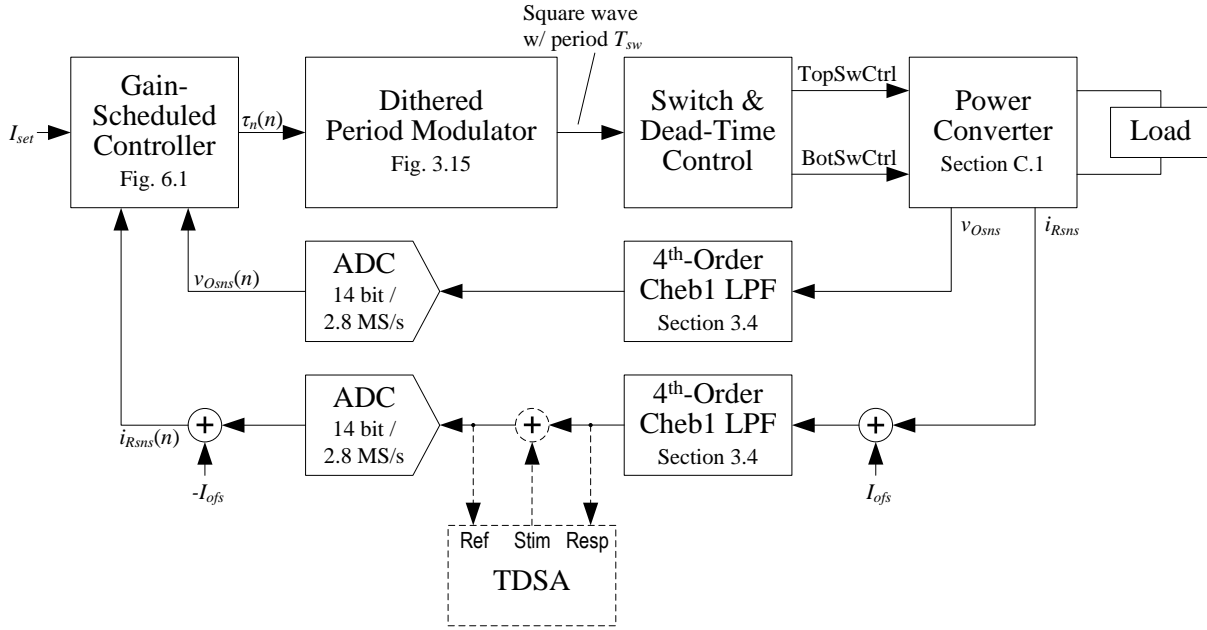 Square wave
w/ period Tsw
Gain-
Scheduled
Controller
Fig. 6.1
Iset
τn(n)
Dithered
Period Modulator
Fig. 3.15
Switch &
Dead-Time
Control
TopSwCtrl
BotSwCtrl
Power
Converter
Section C.1
Load
vOsns
iRsns
vOsns(n)
ADC
14 bit /
2.8 MS/s
4th-Order
Cheb1 LPF
Section 3.4
iRsns(n)
+
-Iofs
ADC
14 bit /
2.8 MS/s
+
4th-Order
Cheb1 LPF
Section 3.4
+
Iofs
Ref
Stim
Resp
TDSA